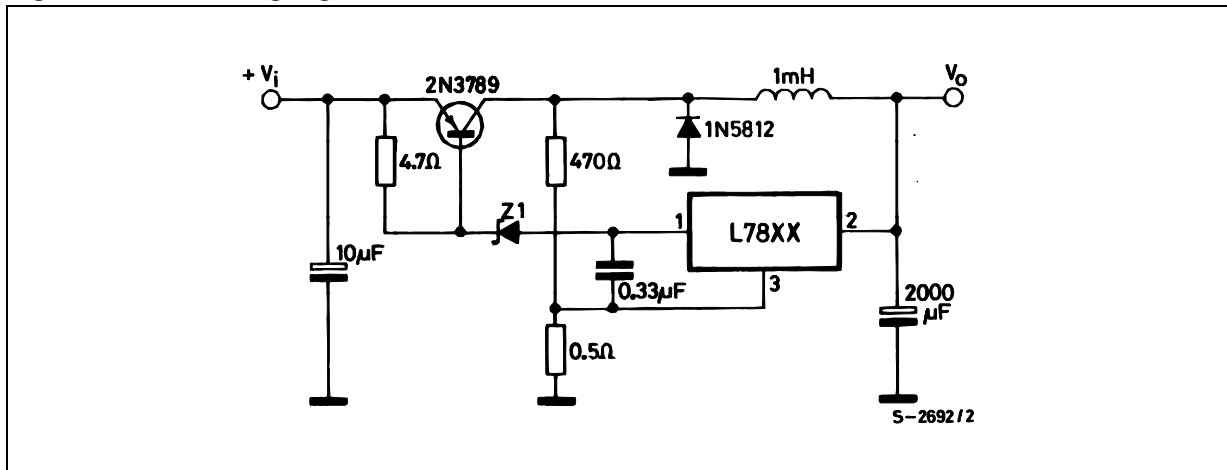 + Vi
2N3789
1mH
Vo
4.7Ω
470Ω
1N5812
Z1
1
L78XX
2
10µF
0.33µF
3
2000
µF
0.5Ω
S-2692/2